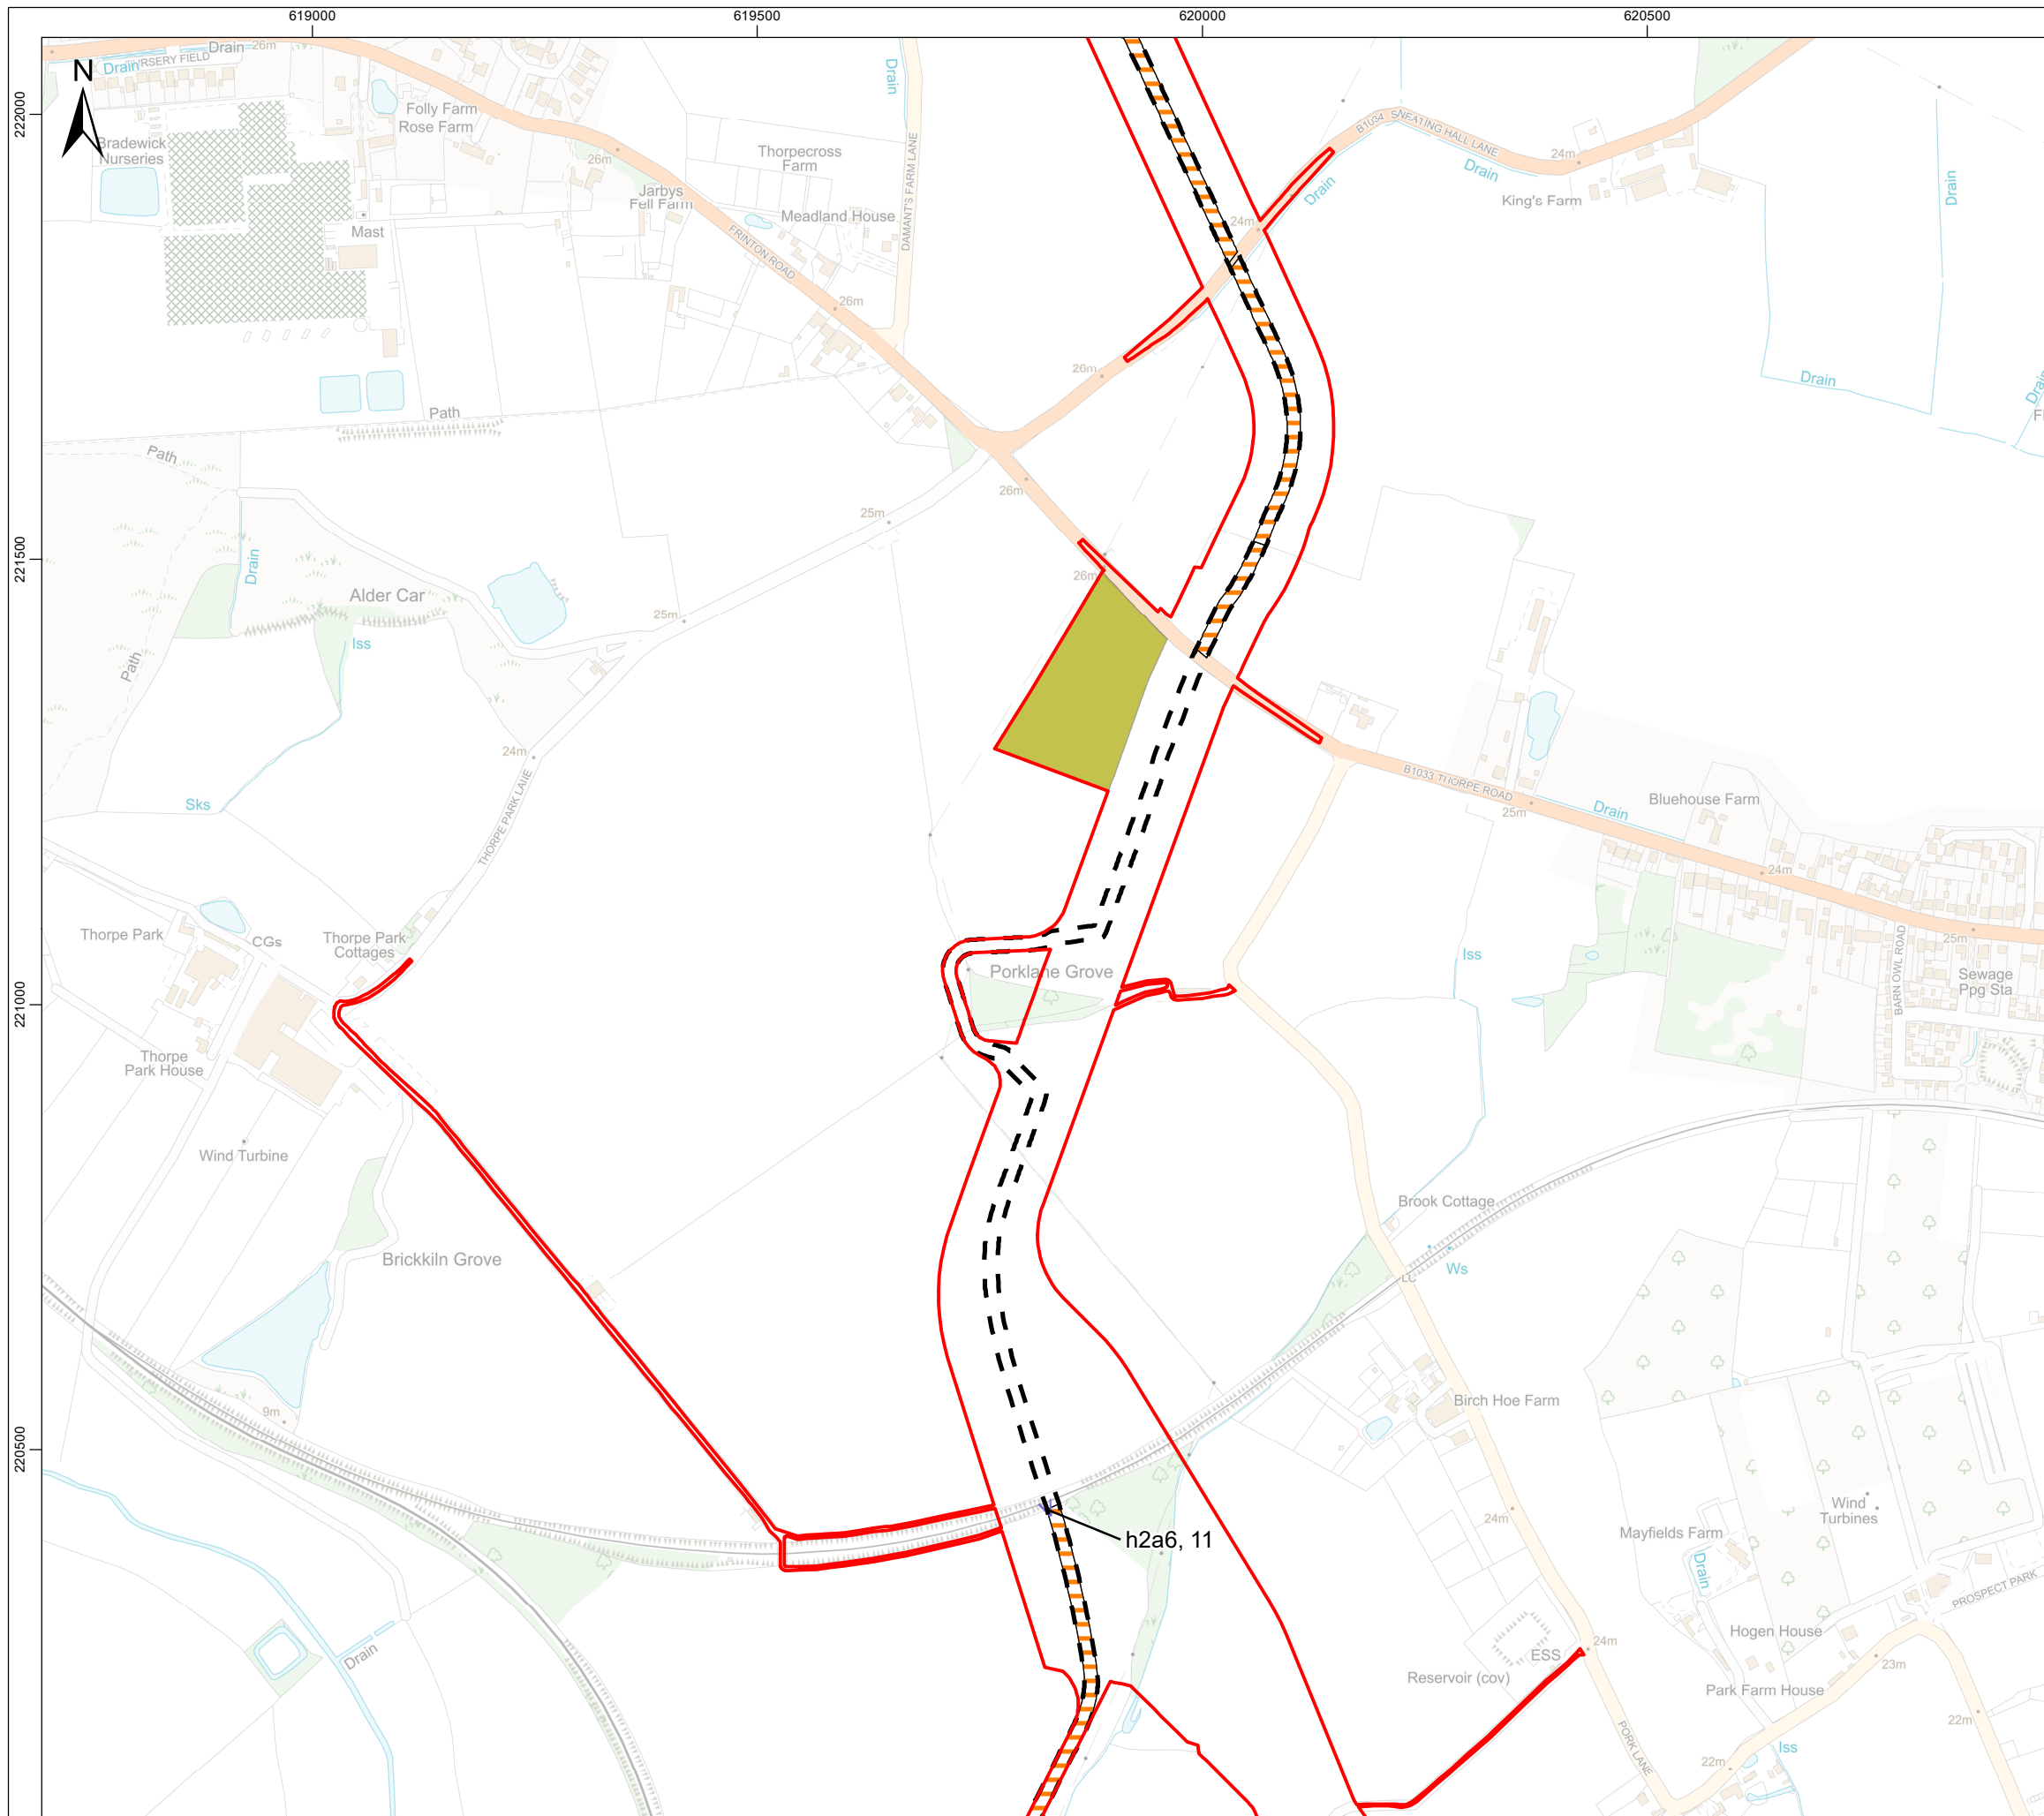 619000
619500
620000
620500
222000
221500
221000
220500
N
Drain
26m
Drain
RSERY FIELD
Folly Farm
Rose Farm
Bradewick
Nurseries
Mast
26m
Jarbys
Fell Farm
Thorpecross
Farm
Meadland House
Drain
DAMANT'S FARM LANE
FRINTON ROAD
26m
B1034 SNEATING HALL LANE
24m
Drain
Drain
24m
King's Farm
Drain
Drain
Drain
26m
Path
Path
Path
Drain
Alder Car
Iss
25m
25m
26m
26m
24m
Sks
THORPE PARK LANE
B1033 THORPE ROAD
25m
Drain
Bluehouse Farm
24m
25m
BARN OWL ROAD
Sewage
Ppg Sta
Iss
Thorpe Park
CGs
Thorpe Park
Cottages
Porklane Grove
Thorpe
Park House
Wind Turbine
Brickkiln Grove
Brook Cottage
Ws
LC
9m
Birch Hoe Farm
24m
Wind
Turbines
Mayfields Farm
Drain
h2a6, 11
PROSPECT PARK
Hogen House
24m
ESS
Reservoir (cov)
23m
Park Farm House
22m
Drain
PORK LANE
22m
Iss